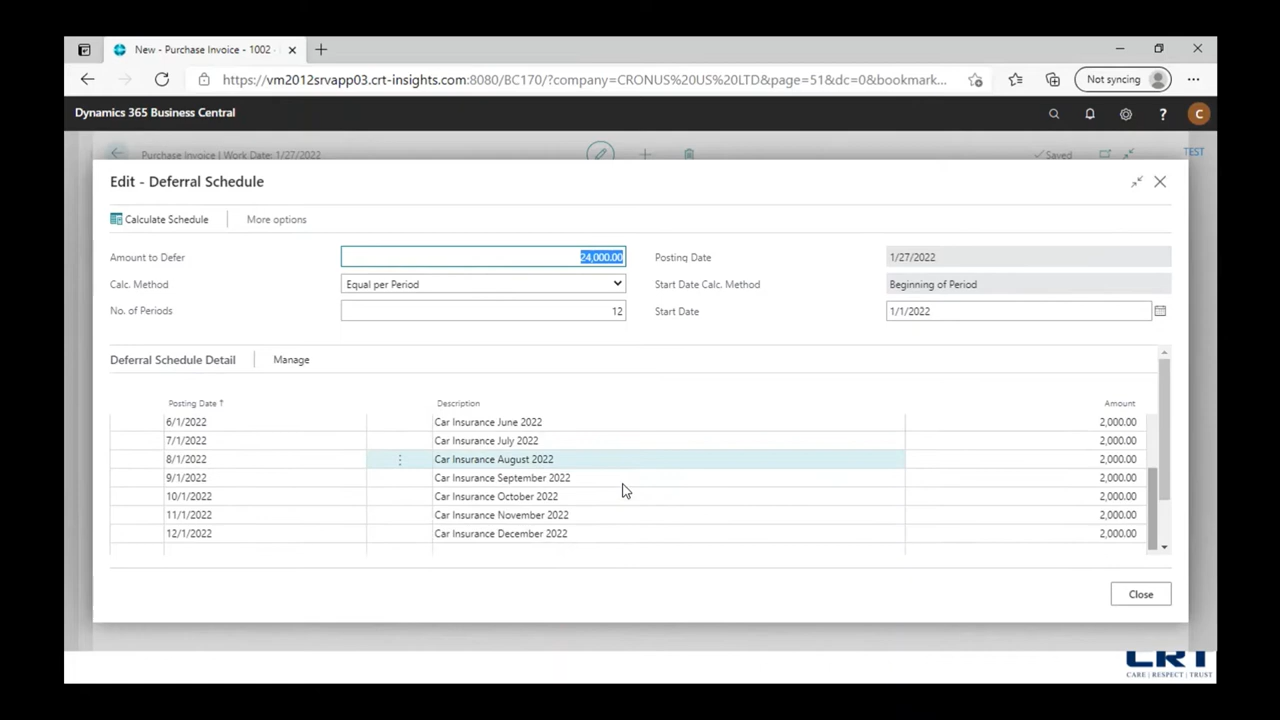 New - Purchase Invoice - 1002 -
https://vm2012srvapp03.crt-insights.com:8080/BC170/?company=CRONUS%20US%20LTD&page=51&dc=0&bookmark...
Not syncing
Dynamics 365 Business Central
?
C
Purchase Invoice | Work Date: 1/27/2022
Saved
TEST
Edit - Deferral Schedule
Calculate Schedule
More options
Amount to Defer 24,000.00 Posting Date 1/27/2022
Calc. Method Equal per Period Start Date Calc. Method Beginning of Period
No. of Periods 12 Start Date 1/1/2022
Deferral Schedule Detail Manage
Posting Date ↑ Description Amount
6/1/2022 Car Insurance June 2022 2,000.00
7/1/2022 Car Insurance July 2022 2,000.00
8/1/2022 Car Insurance August 2022 2,000.00
9/1/2022 Car Insurance September 2022 2,000.00
10/1/2022 Car Insurance October 2022 2,000.00
11/1/2022 Car Insurance November 2022 2,000.00
12/1/2022 Car Insurance December 2022 2,000.00
Close
CRT
CARE | RESPECT | TRUST